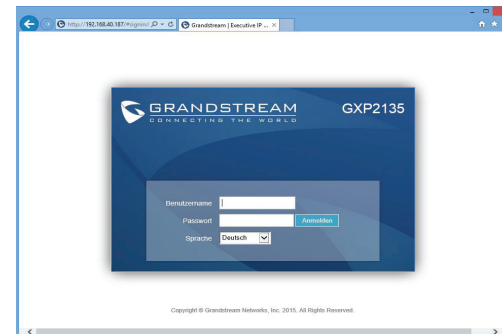 http://192.168.40.187/#signin/
Grandstream | Executive IP ...
GRANDSTREAM
CONNECTING THE WORLD
GXP2135
Benutzername
Passwort
Anmelden
Sprache
Deutsch
Copyright © Grandstream Networks, Inc. 2015. All Rights Reserved.